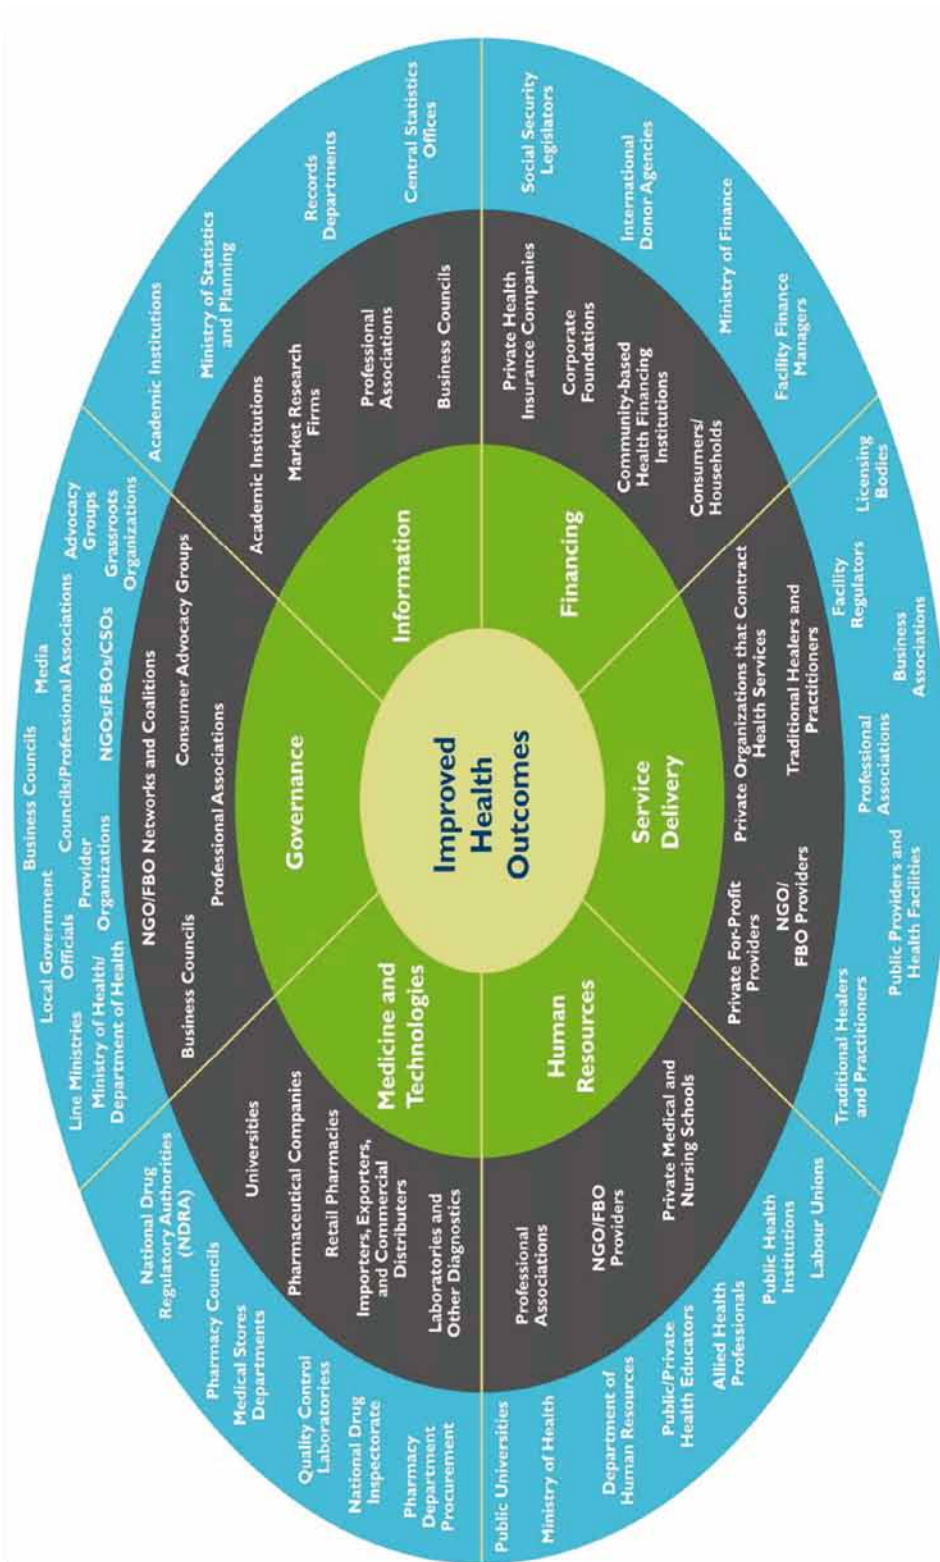 Improved
Health
Outcomes
Governance
Information
Financing
Service
Delivery
Human
Resources
Medicine and
Technologies
NGO/FBO Networks and Coalitions
Consumer Advocacy Groups
Professional Associations
Business Councils
Academic Institutions
Market Research
Firms
Professional
Associations
Business Councils
Private Health
Insurance Companies
Corporate
Foundations
Community-based
Health Financing
Institutions
Consumers/
Households
Private Organizations that Contract
Health Services
Traditional Healers and
Practitioners
Private For-Profit
Providers
NGO/
FBO Providers
Private Medical and
Nursing Schools
NGO/FBO
Providers
Professional
Associations
Universities
Pharmaceutical Companies
Retail Pharmacies
Importers, Exporters,
and Commercial
Distributers
Laboratories and
Other Diagnostics
Line Ministries
Local Government
Officials
Business Councils
Media
Ministry of Health/
Department of Health
Provider
Organizations
Councils/Professional Associations
NGOs/FBOs/CSOs
Advocacy
Groups
Grassroots
Organizations
Academic Institutions
Ministry of Statistics
and Planning
Records
Departments
Central Statistics
Offices
Social Security
Legislators
International
Donor Agencies
Ministry of Finance
Facility Finance
Managers
Licensing
Bodies
Facility
Regulators
Business
Associations
Professional
Associations
Public Providers and
Health Facilities
Traditional Healers
and Practitioners
Labour Unions
Public Health
Institutions
Allied Health
Professionals
Public/Private
Health Educators
Department of
Human Resources
Ministry of Health
Public Universities
National Drug
Regulatory Authorities
(NDRA)
Pharmacy Councils
Medical Stores
Departments
Quality Control
Laboratoriess
National Drug
Inspectorate
Pharmacy
Department
Procurement